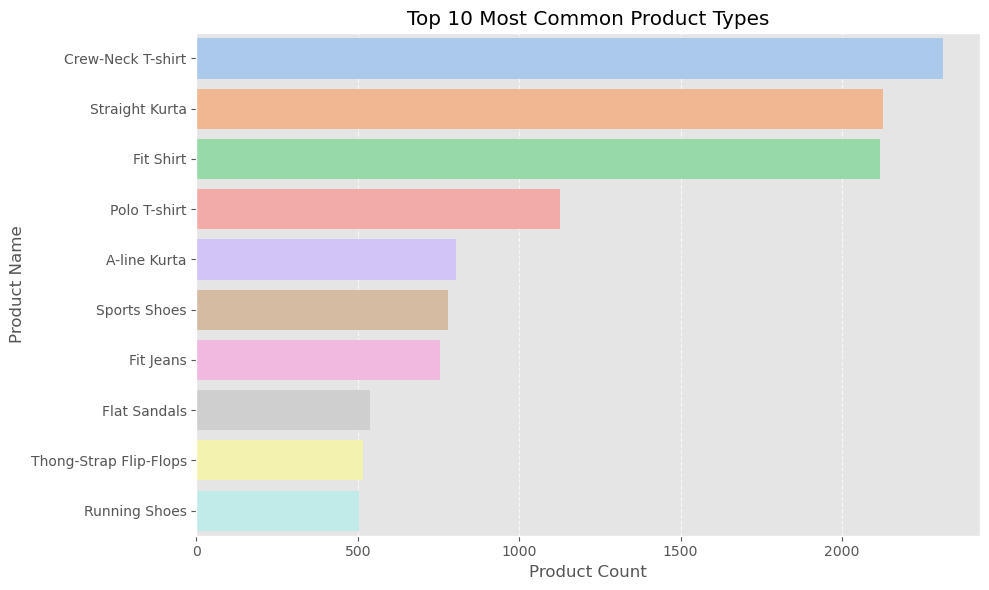 Top 10 Most Common Product Types
Product Name
Crew-Neck T-shirt
Straight Kurta
Fit Shirt
Polo T-shirt
A-line Kurta
Sports Shoes
Fit Jeans
Flat Sandals
Thong-Strap Flip-Flops
Running Shoes
0 500 1000 1500 2000
Product Count